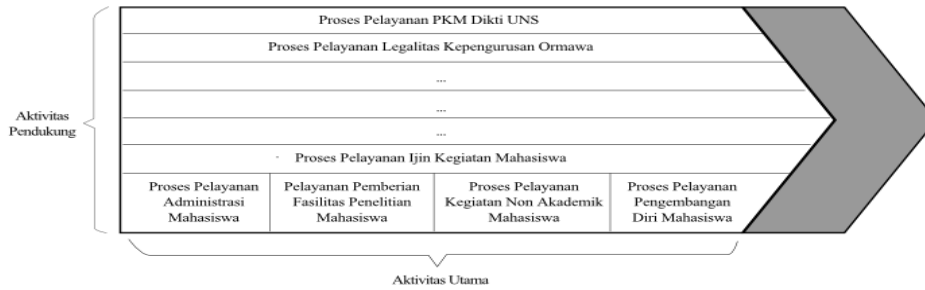 Proses Pelayanan PKM Dikti UNS
Proses Pelayanan Legalitas Kepengurusan Ormawa
...
...
...
Proses Pelayanan Ijin Kegiatan Mahasiswa
Aktivitas
Pendukung
Proses Pelayanan
Administrasi
Mahasiswa
Pelayanan Pemberian
Fasilitas Penelitian
Mahasiswa
Proses Pelayanan
Kegiatan Non Akademik
Mahasiswa
Proses Pelayanan
Pengembangan
Diri Mahasiswa
Aktivitas Utama